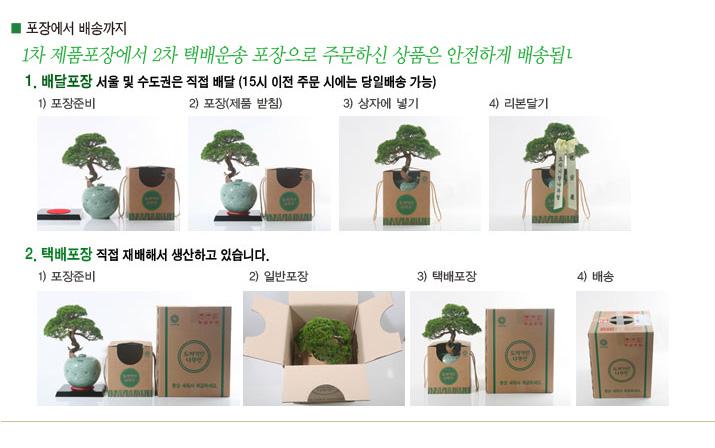 포장에서 배송까지
1차 제품포장에서 2차 택배운송 포장으로 주문하신 상품은 안전하게 배송됩
1. 배달포장 서울 및 수도권은 직접 배달 (15시 이전 주문 시에는 당일배송 가능)
1) 포장준비
2) 포장(제품 받침)
3) 상자에 넣기
4) 리본달기
2. 택배포장 직접 재배해서 생산하고 있습니다.
1) 포장준비
2) 일반포장
3) 택배포장
4) 배송